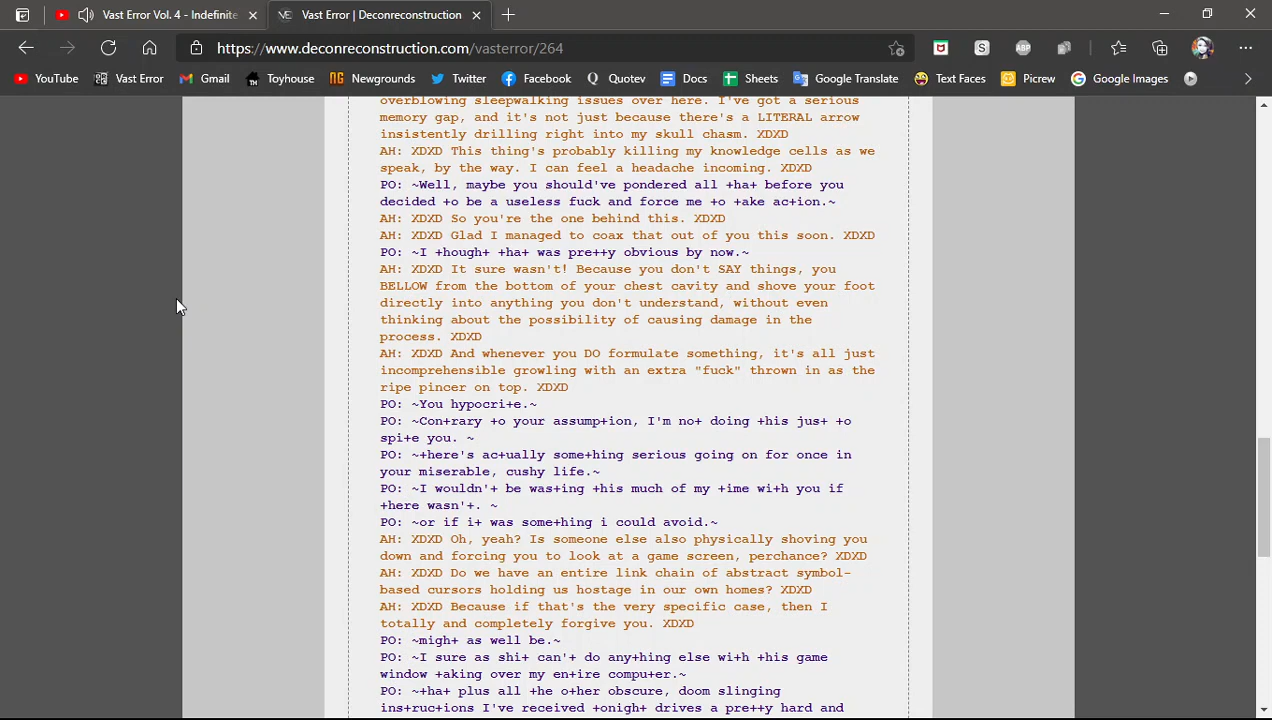 Vast Error Vol. 4 - Indefinite
VE Vast Error | Deconreconstruction
https://www.deconreconstruction.com/vasterror/264
YouTube Vast Error Gmail TH Toyhouse NG Newgrounds Twitter Facebook Q Quotev Docs Sheets Google Translate Text Faces Picrew Google Images
overblowing sleepwalking issues over here. I've got a serious
memory gap, and it's not just because there's a LITERAL arrow
insistently drilling right into my skull chasm. XDXD
AH: XDXD This thing's probably killing my knowledge cells as we
speak, by the way. I can feel a headache incoming. XDXD
PO: ~Well, maybe you should've pondered all +ha+ before you
decided +o be a useless fuck and force me +o +ake ac+ion.~
AH: XDXD So you're the one behind this. XDXD
AH: XDXD Glad I managed to coax that out of you this soon. XDXD
PO: ~I +hough+ +ha+ was pre++y obvious by now.~
AH: XDXD It sure wasn't! Because you don't SAY things, you
BELLOW from the bottom of your chest cavity and shove your foot
directly into anything you don't understand, without even
thinking about the possibility of causing damage in the
process. XDXD
AH: XDXD And whenever you DO formulate something, it's all just
incomprehensible growling with an extra "fuck" thrown in as the
ripe pincer on top. XDXD
PO: ~You hypocri+e.~
PO: ~Con+rary +o your assump+ion, I'm no+ doing +his jus+ +o
spi+e you. ~
PO: ~+here's ac+ually some+hing serious going on for once in
your miserable, cushy life.~
PO: ~I wouldn'+ be was+ing +his much of my +ime wi+h you if
+here wasn'+. ~
PO: ~or if i+ was some+hing i could avoid.~
AH: XDXD Oh, yeah? Is someone else also physically shoving you
down and forcing you to look at a game screen, perchance? XDXD
AH: XDXD Do we have an entire link chain of abstract symbol-
based cursors holding us hostage in our own homes? XDXD
AH: XDXD Because if that's the very specific case, then I
totally and completely forgive you. XDXD
PO: ~migh+ as well be.~
PO: ~I sure as shi+ can'+ do any+hing else wi+h +his game
window +aking over my en+ire compu+er.~
PO: ~+ha+ plus all +he o+her obscure, doom slinging
ins+ruc+ions I've received +onigh+ drives a pre++y hard and